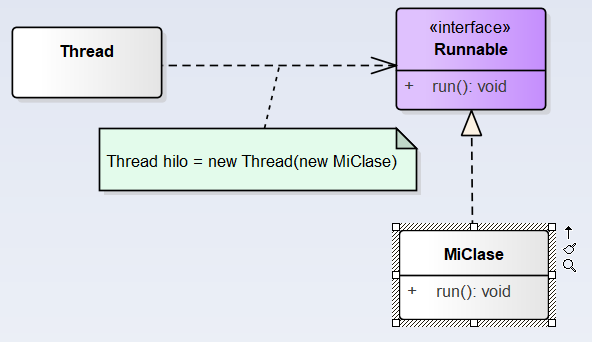 Thread
«interface»
Runnable
+ run(): void
Thread hilo = new Thread(new MiClase)
MiClase
+ run(): void